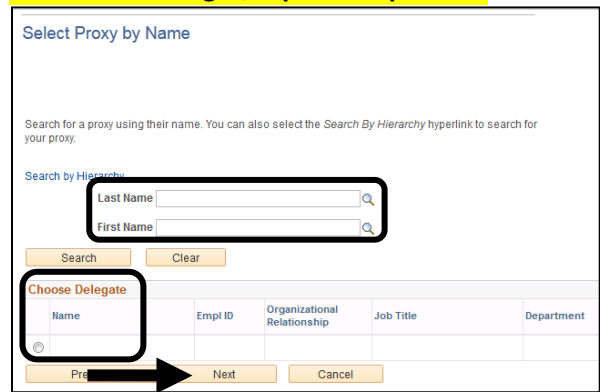 Select Proxy by Name
Search for a proxy using their name. You can also select the Search By Hierarchy hyperlink to search for
your proxy.
Search by Hierarchy
Last Name
First Name
Search Clear
Choose Delegate
Name Empl ID Organizational Relationship Job Title Department
Next Cancel